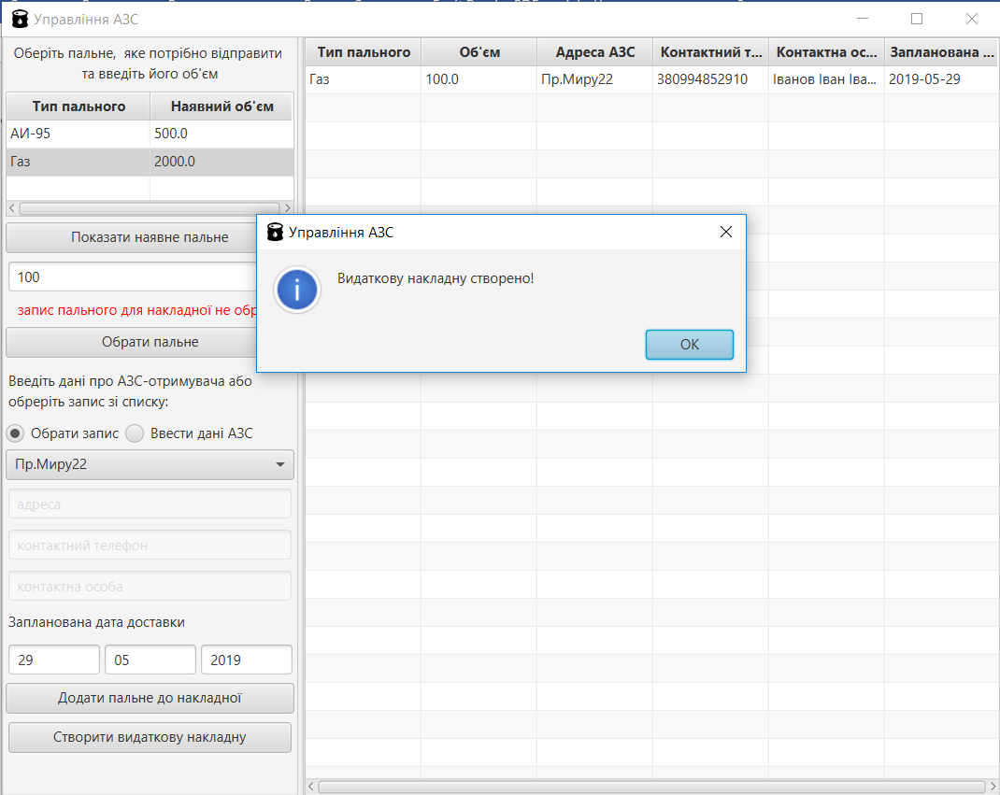 Управління АЗС
Оберіть пальне, яке потрібно відправити
та введіть його об'єм
Тип пального Наявний об'єм
АИ-95 500.0
Газ 2000.0
Показати наявне пальне
100
запис пального для накладної не обр
Обрати пальне
Введіть дані про АЗС-отримувача або
обреріть запис зі списку:
Обрати запис Ввести дані АЗС
Пр.Миру22
адреса
контактний телефон
контактна особа
Запланована дата доставки
29 05 2019
Додати пальне до накладної
Створити видаткову накладну
Тип пального Об'єм Адреса АЗС Контактний т... Контактна ос... Запланована ...
Газ 100.0 Пр.Миру22 380994852910 Іванов Іван Іва... 2019-05-29
Управління АЗС
Видаткову накладну створено!
OK